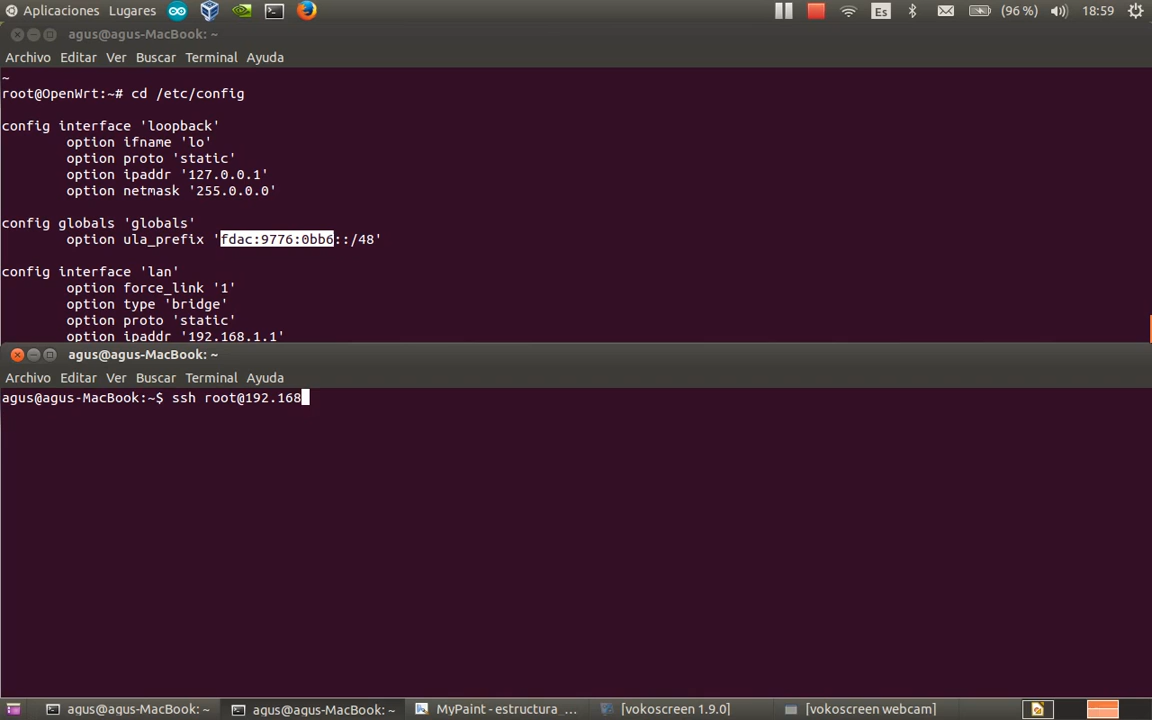 Aplicaciones Lugares Es (96 %) 18:59
agus@agus-MacBook: ~
Archivo Editar Ver Buscar Terminal Ayuda
~
root@OpenWrt:~# cd /etc/config
config interface 'loopback'
option ifname 'lo'
option proto 'static'
option ipaddr '127.0.0.1'
option netmask '255.0.0.0'
config globals 'globals'
option ula_prefix 'fdac:9776:0bb6::/48'
config interface 'lan'
option force_link '1'
option type 'bridge'
option proto 'static'
option ipaddr '192.168.1.1'
agus@agus-MacBook: ~
Archivo Editar Ver Buscar Terminal Ayuda
agus@agus-MacBook:~$ ssh root@192.168
agus@agus-MacBook: ~ agus@agus-MacBook: ~ MyPaint - estructura_... [vokoscreen 1.9.0] [vokoscreen webcam]